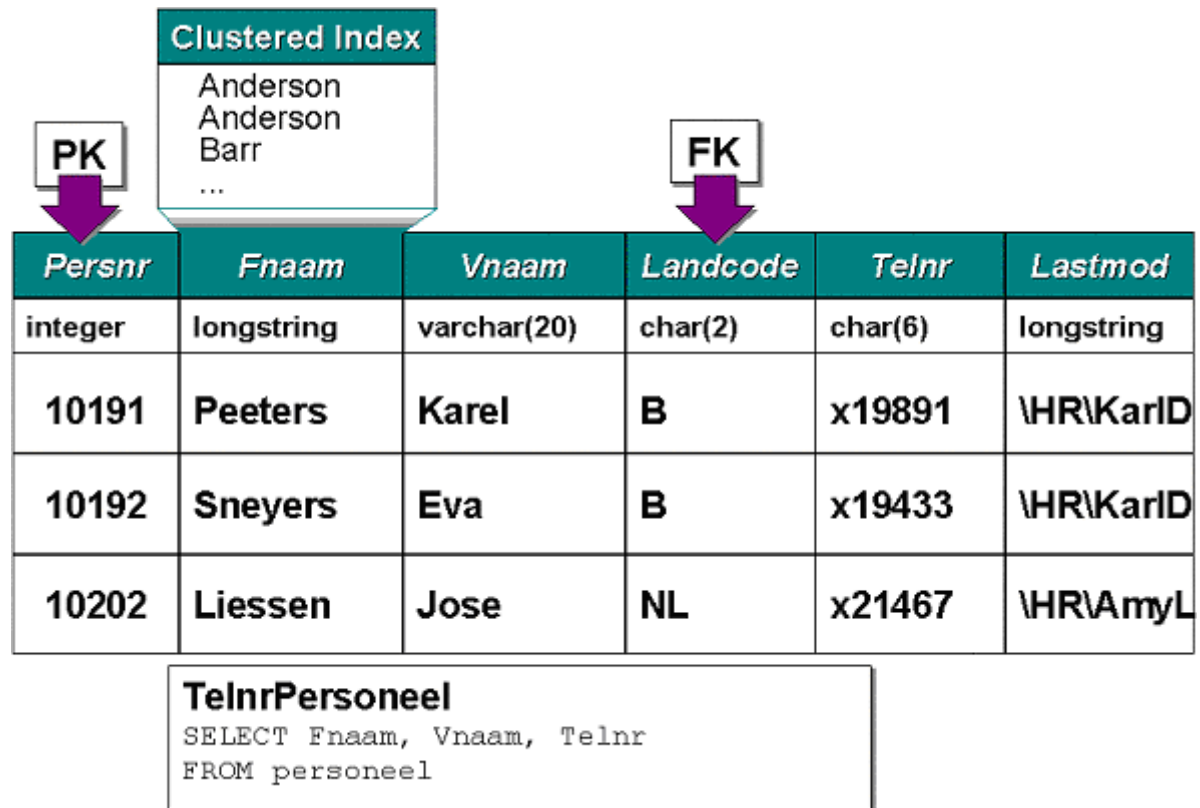 Clustered Index
Anderson
Anderson
Barr
...
PK
FK
Persnr Fnaam Vnaam Landcode Telnr Lastmod
integer longstring varchar(20) char(2) char(6) longstring
10191 Peeters Karel B x19891 \HR\KarlD
10192 Sneyers Eva B x19433 \HR\KarlD
10202 Liessen Jose NL x21467 \HR\AmyL
TelnrPersoneel
SELECT Fnaam, Vnaam, Telnr
FROM personeel